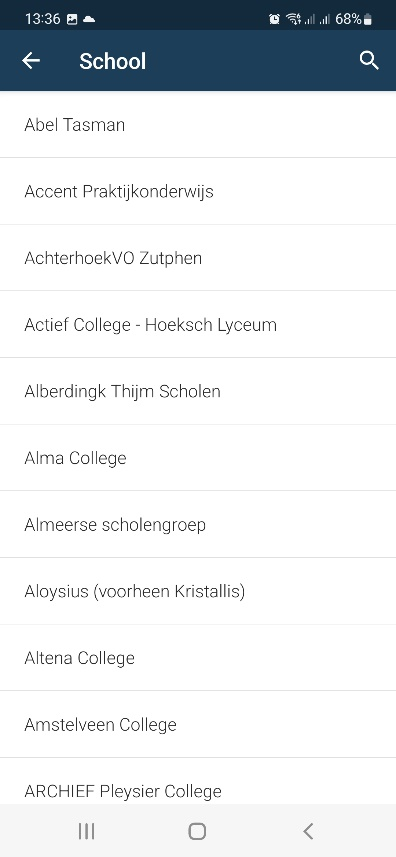 13:36 68%
School
Abel Tasman
Accent Praktijkonderwijs
AchterhoekVO Zutphen
Actief College - Hoeksch Lyceum
Alberdingk Thijm Scholen
Alma College
Almeerse scholengroep
Aloysius (voorheen Kristallis)
Altena College
Amstelveen College
ARCHIEF Pleysier College